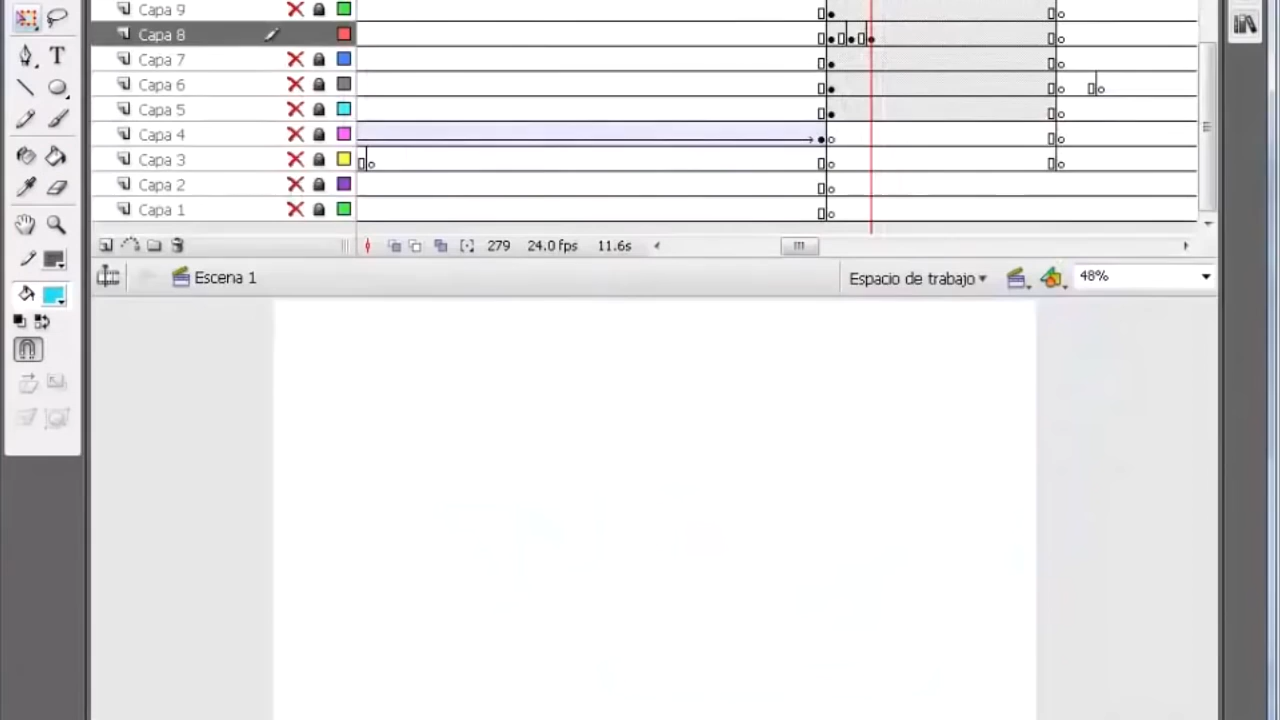 Capa 9
Capa 8
Capa 7
Capa 6
Capa 5
Capa 4
Capa 3
Capa 2
Capa 1
279 24.0 fps 11.6s
Escena 1 Espacio de trabajo 48%